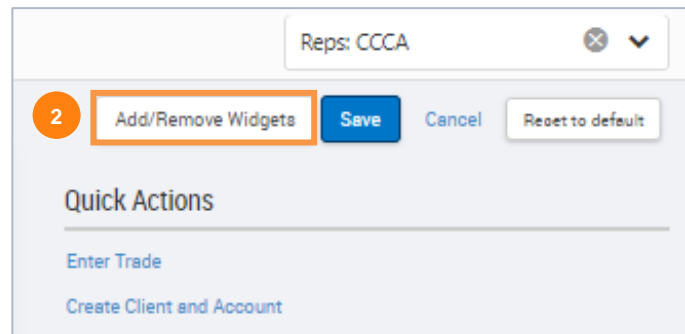 Reps: CCCA
2 Add/Remove Widgets Save Cancel Reset to default
Quick Actions
Enter Trade
Create Client and Account